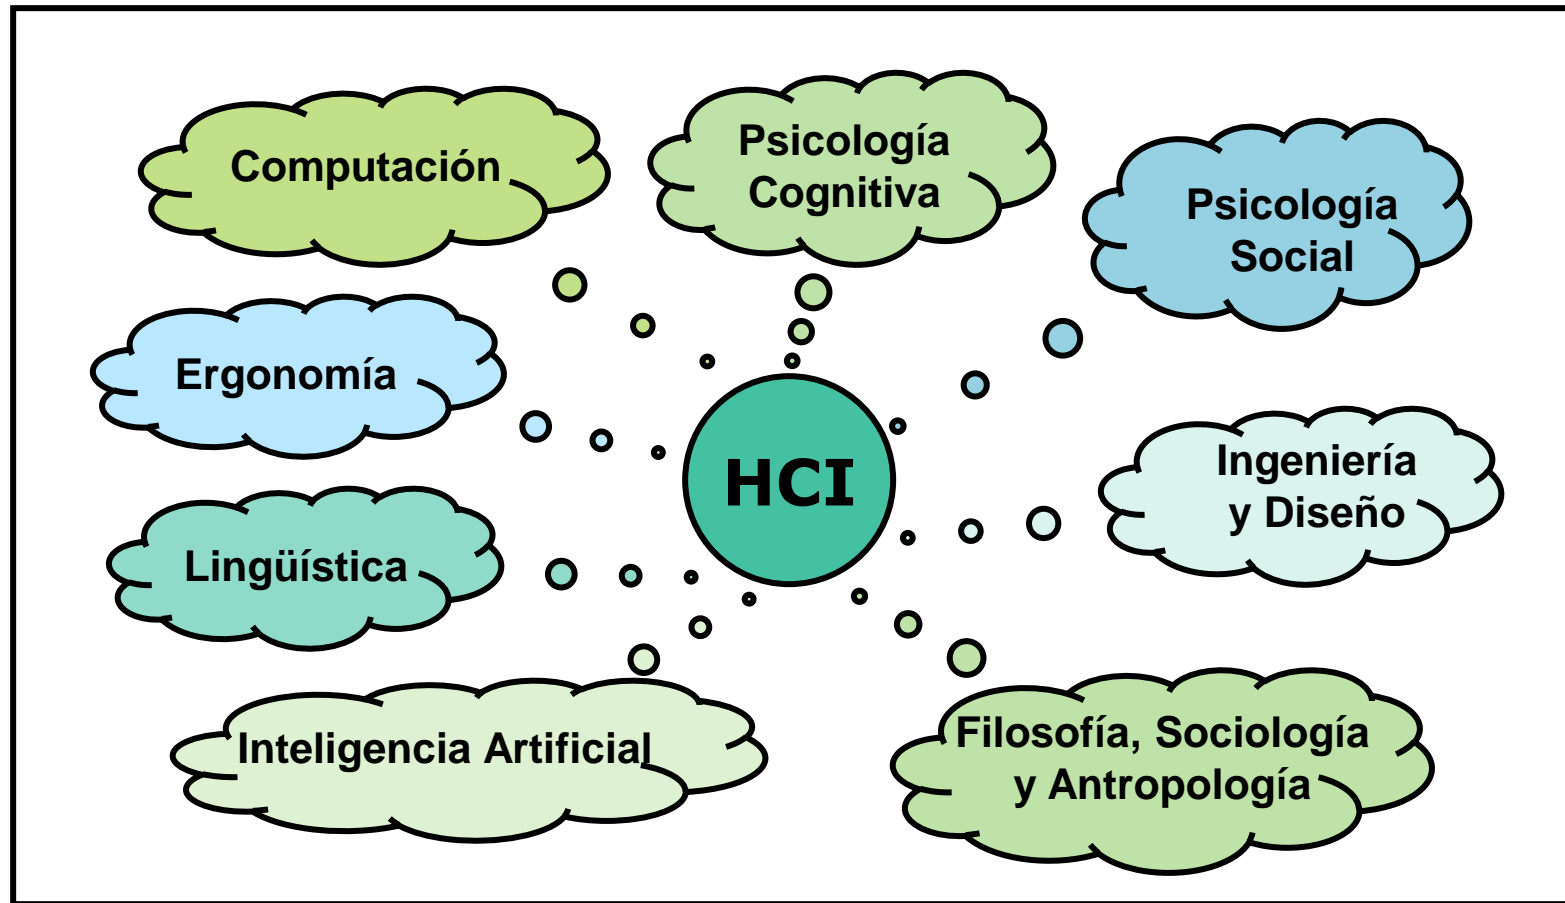 Computación
Psicología
Cognitiva
Psicología
Social
Ergonomía
HCI
Ingeniería
y Diseño
Lingüística
Inteligencia Artificial
Filosofía, Sociología
y Antropología